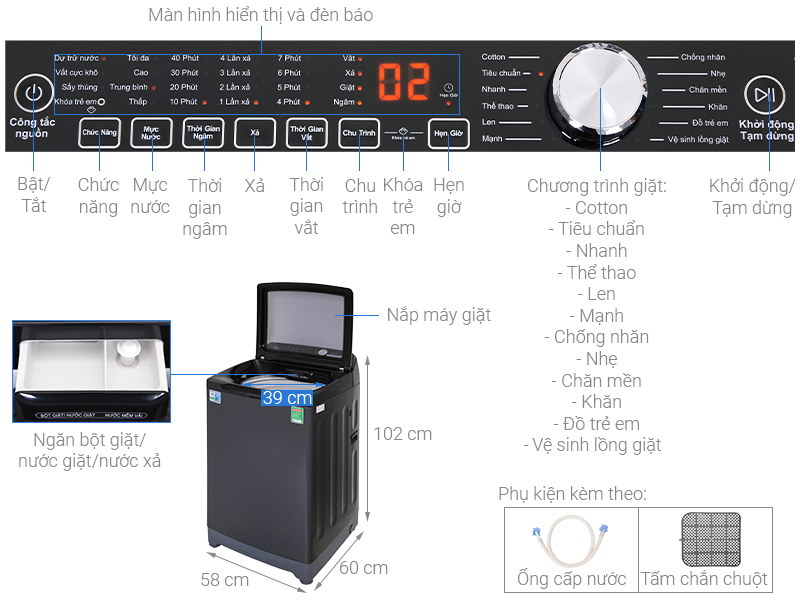 Màn hình hiển thị và đèn báo
Dự trữ nước Tối đa 40 Phút 4 Lần xả 7 Phút Vắt
Vắt cực khô Cao 30 Phút 3 Lần xả 6 Phút Xả
Sấy thùng Trung bình 20 Phút 2 Lần xả 5 Phút Giặt
Khóa trẻ em Thấp 10 Phút 1 Lần xả 4 Phút Ngâm
02
Hẹn Giờ
Công tắc
nguồn
Chức Năng
Mực
Nước
Thời Gian
Ngâm
Xả
Thời Gian
Vắt
Chu Trình
Khóa trẻ em
Hẹn Giờ
Cotton
Tiêu chuẩn
Nhanh
Thể thao
Len
Mạnh
Chống nhăn
Nhẹ
Chăn mền
Khăn
Đồ trẻ em
Vệ sinh lồng giặt
Khởi động
Tạm dừng
Bật/
Tắt
Chức
năng
Mực
nước
Thời
gian
ngâm
Xả
Thời
gian
vắt
Chu
trình
Khóa
trẻ
em
Hẹn
giờ
Chương trình giặt:
- Cotton
- Tiêu chuẩn
- Nhanh
- Thể thao
- Len
- Mạnh
- Chống nhăn
- Nhẹ
- Chăn mền
- Khăn
- Đồ trẻ em
- Vệ sinh lồng giặt
Khởi động/
Tạm dừng
Nắp máy giặt
39 cm
102 cm
58 cm
60 cm
BỘT GIẶT/NƯỚC GIẶT
NƯỚC MỀM VẢI
Ngăn bột giặt/
nước giặt/nước xả
Phụ kiện kèm theo:
Ống cấp nước
Tấm chắn chuột